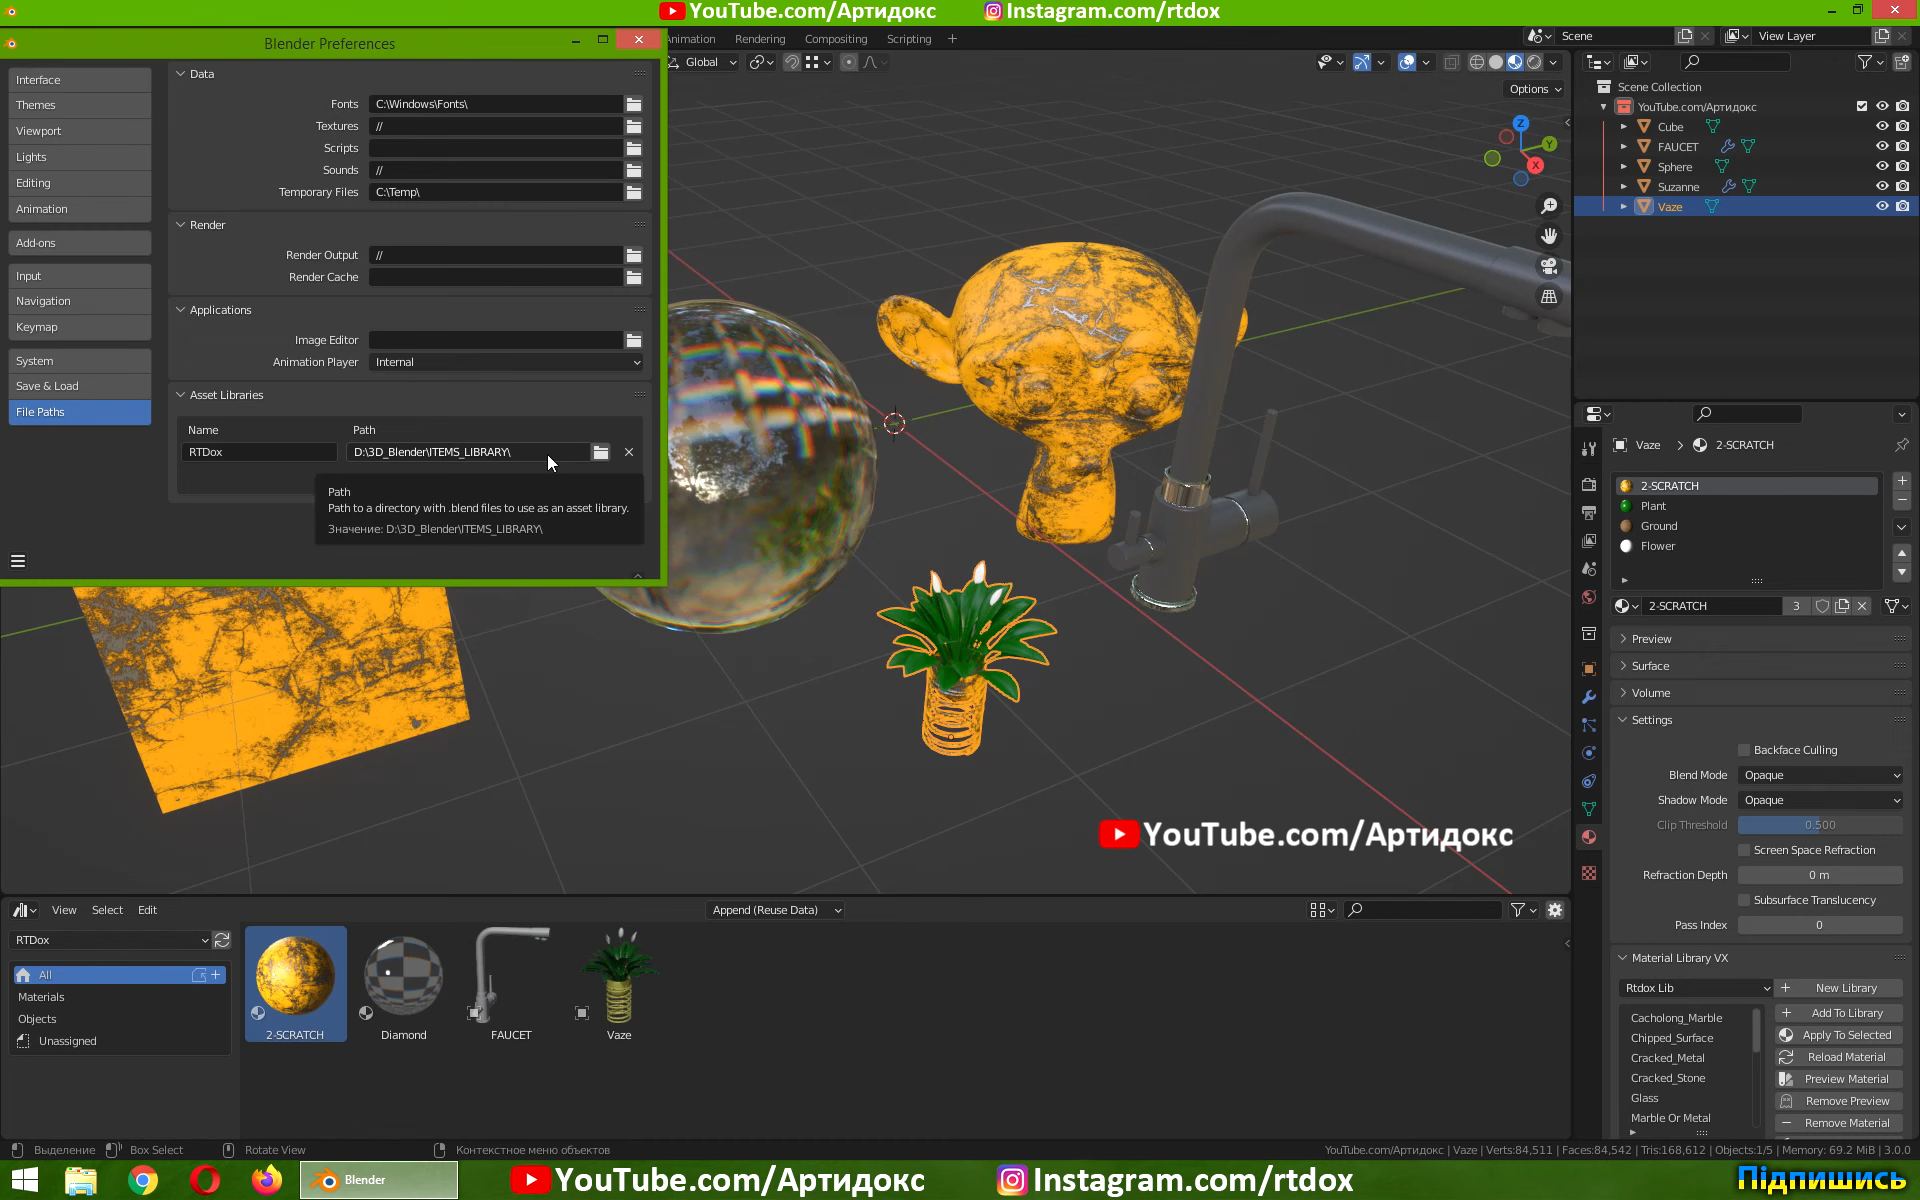 YouTube.com/Артидокс Instagram.com/rtdox
Blender Preferences
Animation Rendering Compositing Scripting +
Scene
View Layer
Global
Options
Interface
Themes
Viewport
Lights
Editing
Animation
Add-ons
Input
Navigation
Keymap
System
Save & Load
File Paths
Data
Fonts C:\Windows\Fonts\
Textures //
Scripts
Sounds //
Temporary Files C:\Temp\
Render
Render Output //
Render Cache
Applications
Image Editor
Animation Player Internal
Asset Libraries
Name Path
RTDox D:\3D_Blender\ITEMS_LIBRARY\
Path
Path to a directory with .blend files to use as an asset library.
Значение: D:\3D_Blender\ITEMS_LIBRARY\
Z
Y
X
Scene Collection
YouTube.com/Артидокс
Cube
FAUCET
Sphere
Suzanne
Vaze
Vaze > 2-SCRATCH
2-SCRATCH
Plant
Ground
Flower
2-SCRATCH 3
Preview
Surface
Volume
Settings
Backface Culling
Blend Mode Opaque
Shadow Mode Opaque
Clip Threshold 0.500
Screen Space Refraction
Refraction Depth 0 m
Subsurface Translucency
Pass Index 0
Material Library VX
Rtdox Lib + New Library
Cacholong_Marble
Chipped_Surface
Cracked_Metal
Cracked_Stone
Glass
Marble Or Metal
+ Add To Library
Apply To Selected
Reload Material
Preview Material
Remove Preview
Remove Material
YouTube.com/Артидокс
View Select Edit
Append (Reuse Data)
RTDox
All
Materials
Objects
Unassigned
2-SCRATCH
Diamond
FAUCET
Vaze
Выделение
Box Select
Rotate View
Контекстное меню объектов
YouTube.com/Артидокс | Vaze | Verts:84,511 | Faces:84,542 | Tris:168,612 | Objects:1/5 | Memory: 69.2 MiB | 3.0.0
Blender
YouTube.com/Артидокс Instagram.com/rtdox
Підпишись